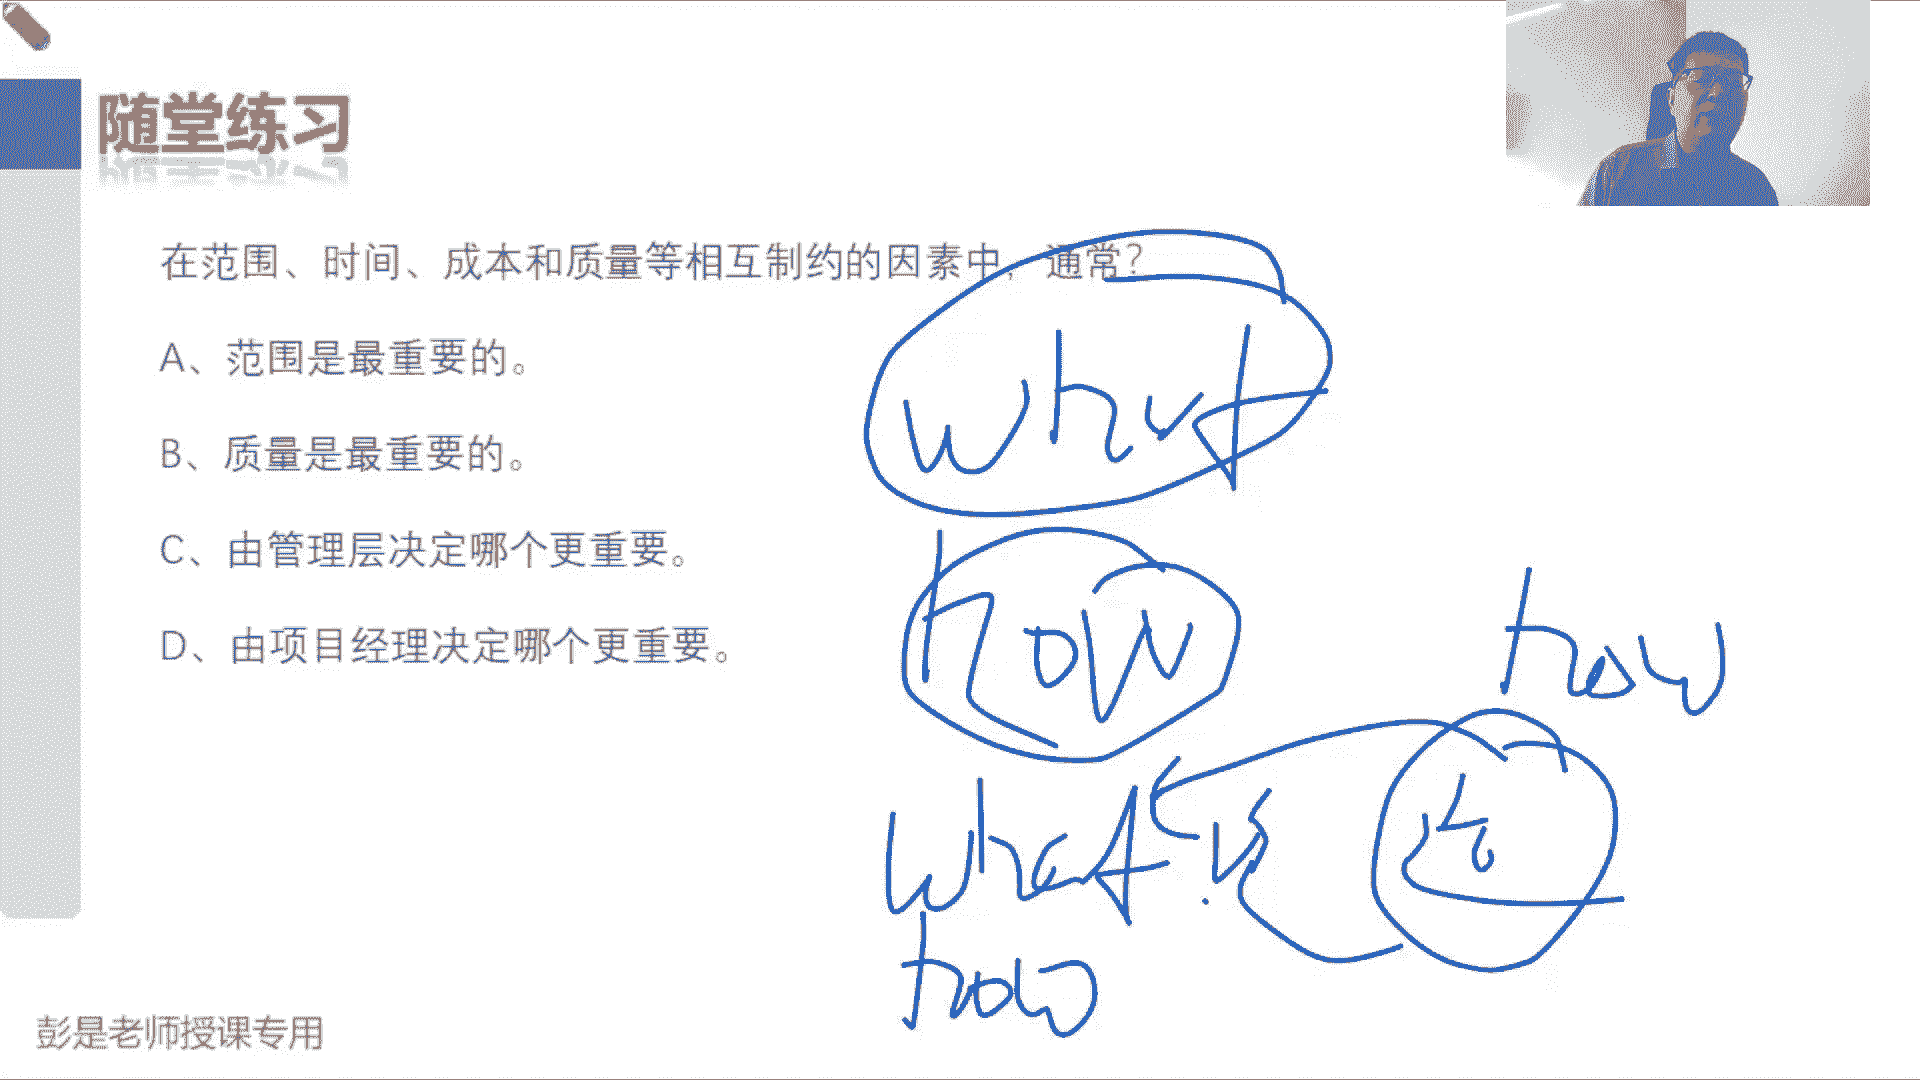 随堂练习
在范围、时间、成本和质量等相互制约的因素中，通常?
A、范围是最重要的。
B、质量是最重要的。
C、由管理层决定哪个更重要。
D、由项目经理决定哪个更重要。
what
how
how
what is
how
彭是老师授课专用